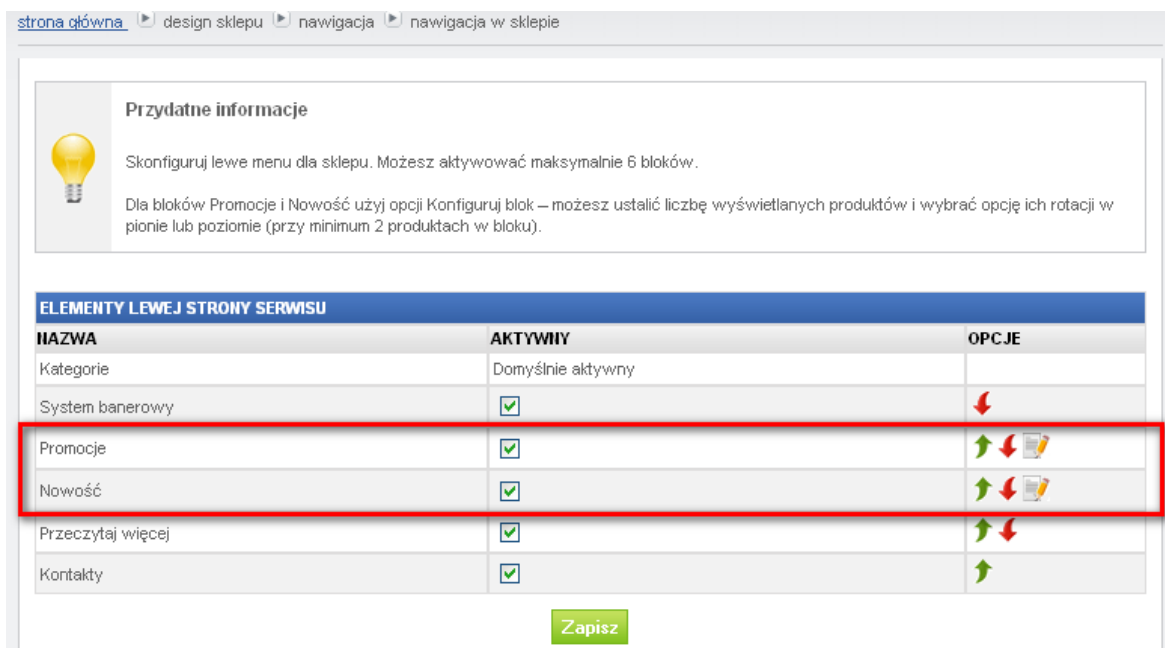 strona główna design sklepu nawigacja nawigacja w sklepie
Przydatne informacje
Skonfiguruj lewe menu dla sklepu. Możesz aktywować maksymalnie 6 bloków.
Dla bloków Promocje i Nowość użyj opcji Konfiguruj blok – możesz ustalić liczbę wyświetlanych produktów i wybrać opcję ich rotacji w
pionie lub poziomie (przy minimum 2 produktach w bloku).
ELEMENTY LEWEJ STRONY SERWISU
NAZWA AKTYWNY OPCJE
Kategorie Domyślnie aktywny
System banerowy
Promocje
Nowość
Przeczytaj więcej
Kontakty
Zapisz